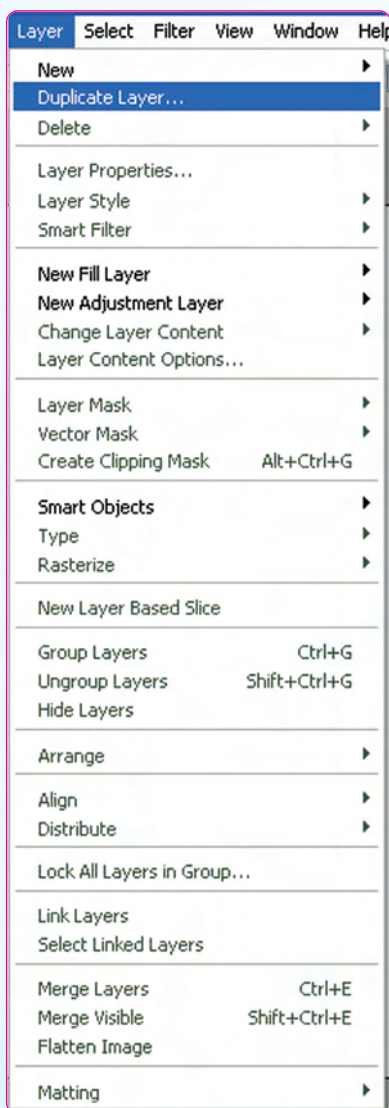 Layer Select Filter View Window Help
New
Duplicate Layer...
Delete
Layer Properties...
Layer Style
Smart Filter
New Fill Layer
New Adjustment Layer
Change Layer Content
Layer Content Options...
Layer Mask
Vector Mask
Create Clipping Mask Alt+Ctrl+G
Smart Objects
Type
Rasterize
New Layer Based Slice
Group Layers Ctrl+G
Ungroup Layers Shift+Ctrl+G
Hide Layers
Arrange
Align
Distribute
Lock All Layers in Group...
Link Layers
Select Linked Layers
Merge Layers Ctrl+E
Merge Visible Shift+Ctrl+E
Flatten Image
Matting